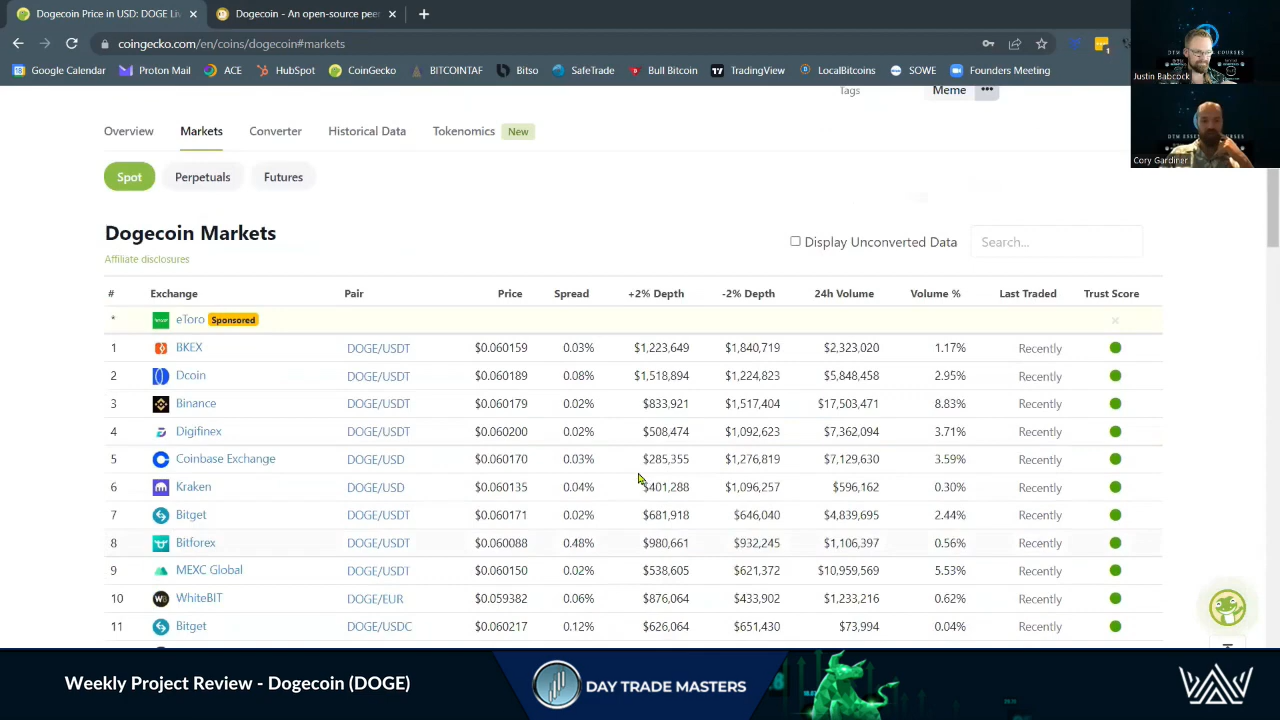 Dogecoin Price in USD: DOGE Li
Dogecoin - An open-source peer
coingecko.com/en/coins/dogecoin#markets
1
Google Calendar Proton Mail ACE HubSpot CoinGecko BITCOINTAF Bitso SafeTrade Bull Bitcoin TradingView LocalBitcoins SOWE Founders Meeting
Justin Babcock
Cory Gardiner
Tags Meme
Overview Markets Converter Historical Data Tokenomics New
Spot Perpetuals Futures
Dogecoin Markets
Display Unconverted Data Search...
Affiliate disclosures
# Exchange Pair Price Spread +2% Depth -2% Depth 24h Volume Volume % Last Traded Trust Score
* eToro Sponsored
1 BKEX DOGE/USDT $0.060159 0.03% $1,223,649 $1,840,719 $2,323,020 1.17% Recently
2 Dcoin DOGE/USDT $0.060189 0.08% $1,518,894 $1,224,823 $5,848,458 2.95% Recently
3 Binance DOGE/USDT $0.060179 0.02% $833,921 $1,517,404 $17,503,471 8.83% Recently
4 Digifinex DOGE/USDT $0.060200 0.02% $508,474 $1,092,623 $7,362,094 3.71% Recently
5 Coinbase Exchange DOGE/USD $0.060170 0.03% $285,355 $1,276,819 $7,129,630 3.59% Recently
6 Kraken DOGE/USD $0.060135 0.04% $401,288 $1,096,257 $596,162 0.30% Recently
7 Bitget DOGE/USDT $0.060171 0.02% $681,918 $646,040 $4,839,695 2.44% Recently
8 Bitforex DOGE/USDT $0.060088 0.48% $980,661 $932,245 $1,106,397 0.56% Recently
9 MEXC Global DOGE/USDT $0.060150 0.02% $538,605 $621,372 $10,959,569 5.53% Recently
10 WhiteBIT DOGE/EUR $0.059382 0.06% $876,064 $433,902 $1,233,216 0.62% Recently
11 Bitget DOGE/USDC $0.060217 0.12% $626,064 $651,430 $73,994 0.04% Recently
Weekly Project Review - Dogecoin (DOGE)
DAY TRADE MASTERS